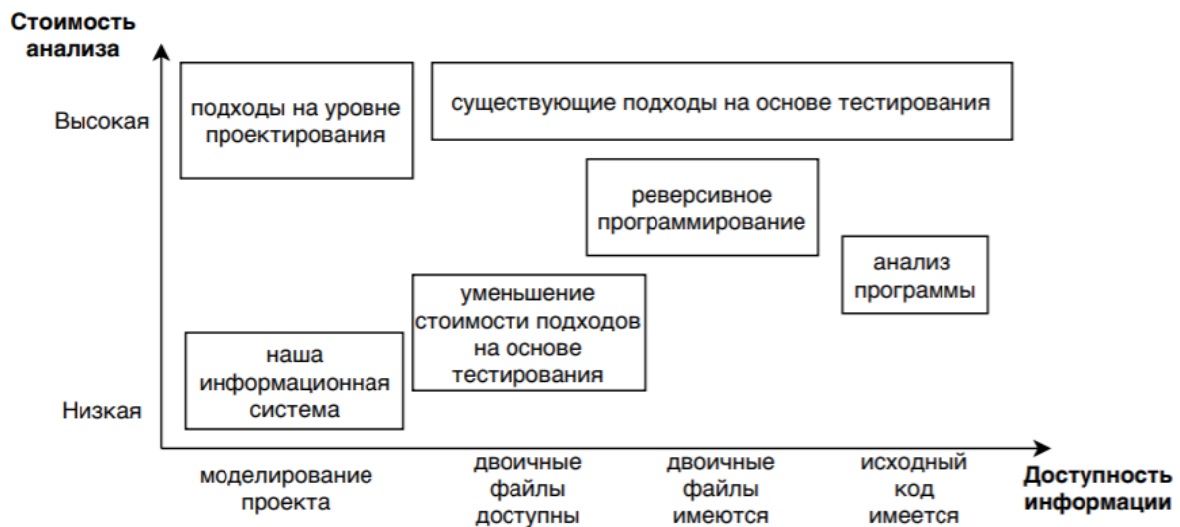 Стоимость
анализа
подходы на уровне
проектирования
существующие подходы на основе тестирования
Высокая
реверсивное
программирование
анализ
программы
уменьшение
стоимости подходов
на основе
тестирования
наша
информационная
система
Низкая
моделирование
проекта
двоичные
файлы
доступны
двоичные
файлы
имеются
исходный
код
имеется
Доступность
информации